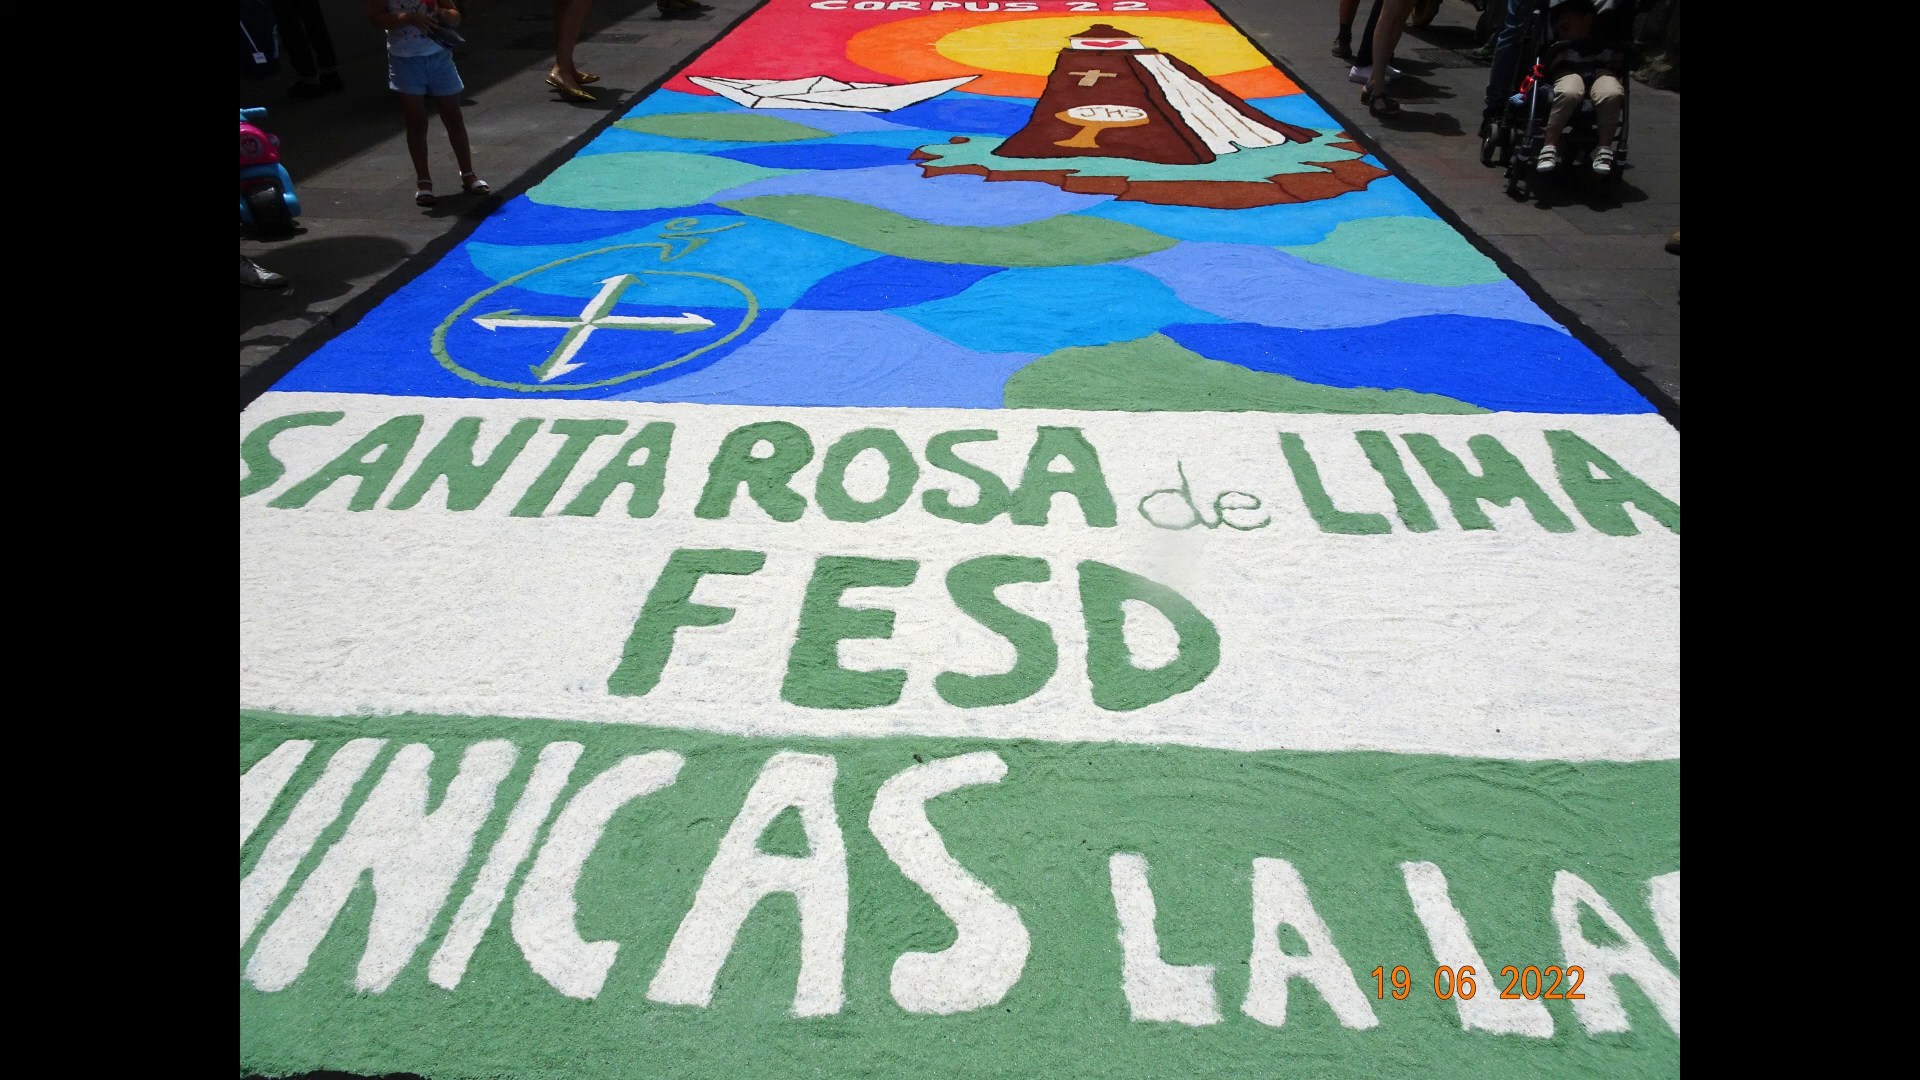 CORPUS 22
JHS
SANTA ROSA de LIMA
FESD
INICAS LA LA
19 06 2022